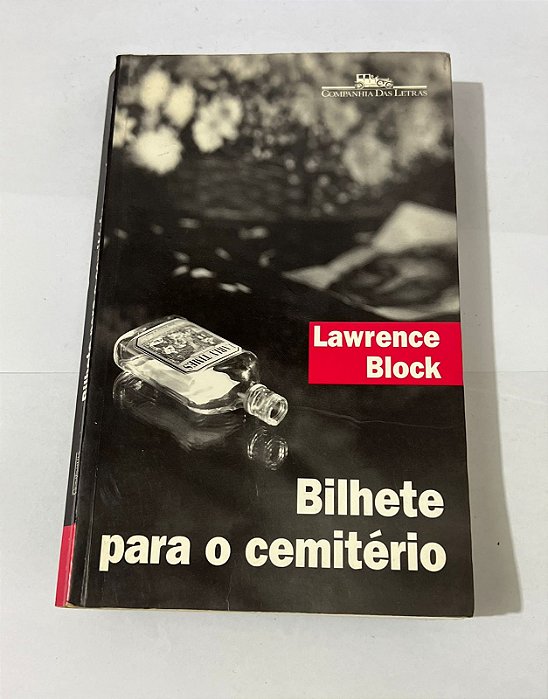 COMPANHIA DAS LETRAS
Lawrence
Block
Bilhete
para o cemitério